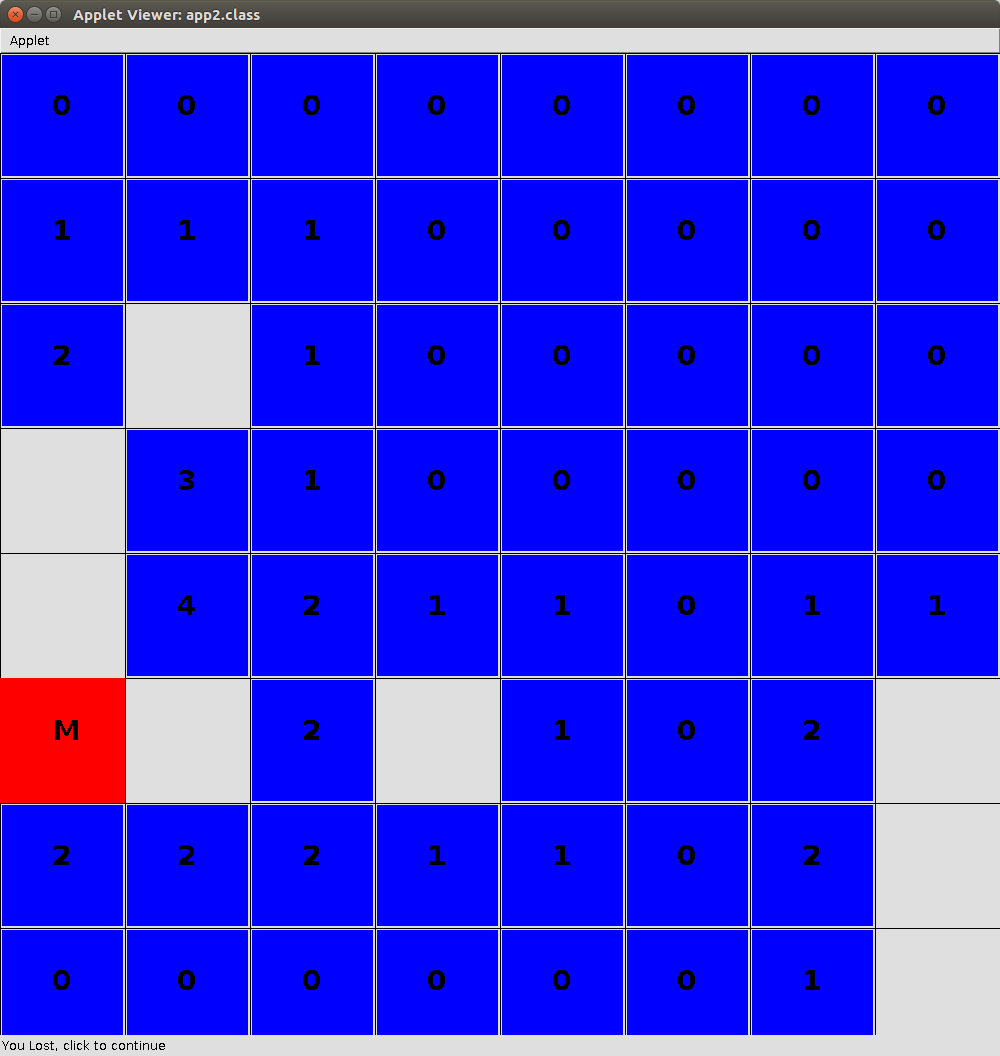 Applet Viewer: app2.class
Applet
0 0 0 0 0 0 0 0
1 1 1 0 0 0 0 0
2 1 0 0 0 0 0
3 1 0 0 0 0 0
4 2 1 1 0 1 1
M 2 1 0 2
2 2 2 1 1 0 2
0 0 0 0 0 0 1
You Lost, click to continue